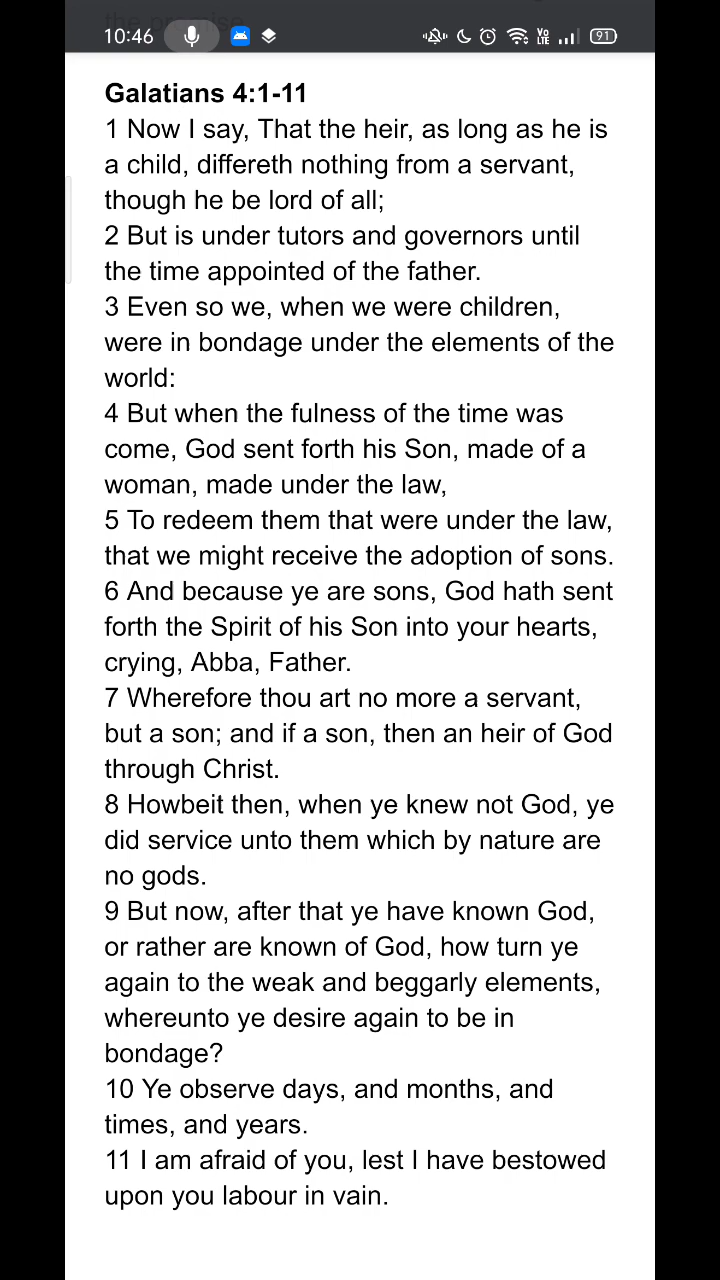 the promise.
10:46
VO
LTE
91
Galatians 4:1-11
1 Now I say, That the heir, as long as he is
a child, differeth nothing from a servant,
though he be lord of all;
2 But is under tutors and governors until
the time appointed of the father.
3 Even so we, when we were children,
were in bondage under the elements of the
world:
4 But when the fulness of the time was
come, God sent forth his Son, made of a
woman, made under the law,
5 To redeem them that were under the law,
that we might receive the adoption of sons.
6 And because ye are sons, God hath sent
forth the Spirit of his Son into your hearts,
crying, Abba, Father.
7 Wherefore thou art no more a servant,
but a son; and if a son, then an heir of God
through Christ.
8 Howbeit then, when ye knew not God, ye
did service unto them which by nature are
no gods.
9 But now, after that ye have known God,
or rather are known of God, how turn ye
again to the weak and beggarly elements,
whereunto ye desire again to be in
bondage?
10 Ye observe days, and months, and
times, and years.
11 I am afraid of you, lest I have bestowed
upon you labour in vain.